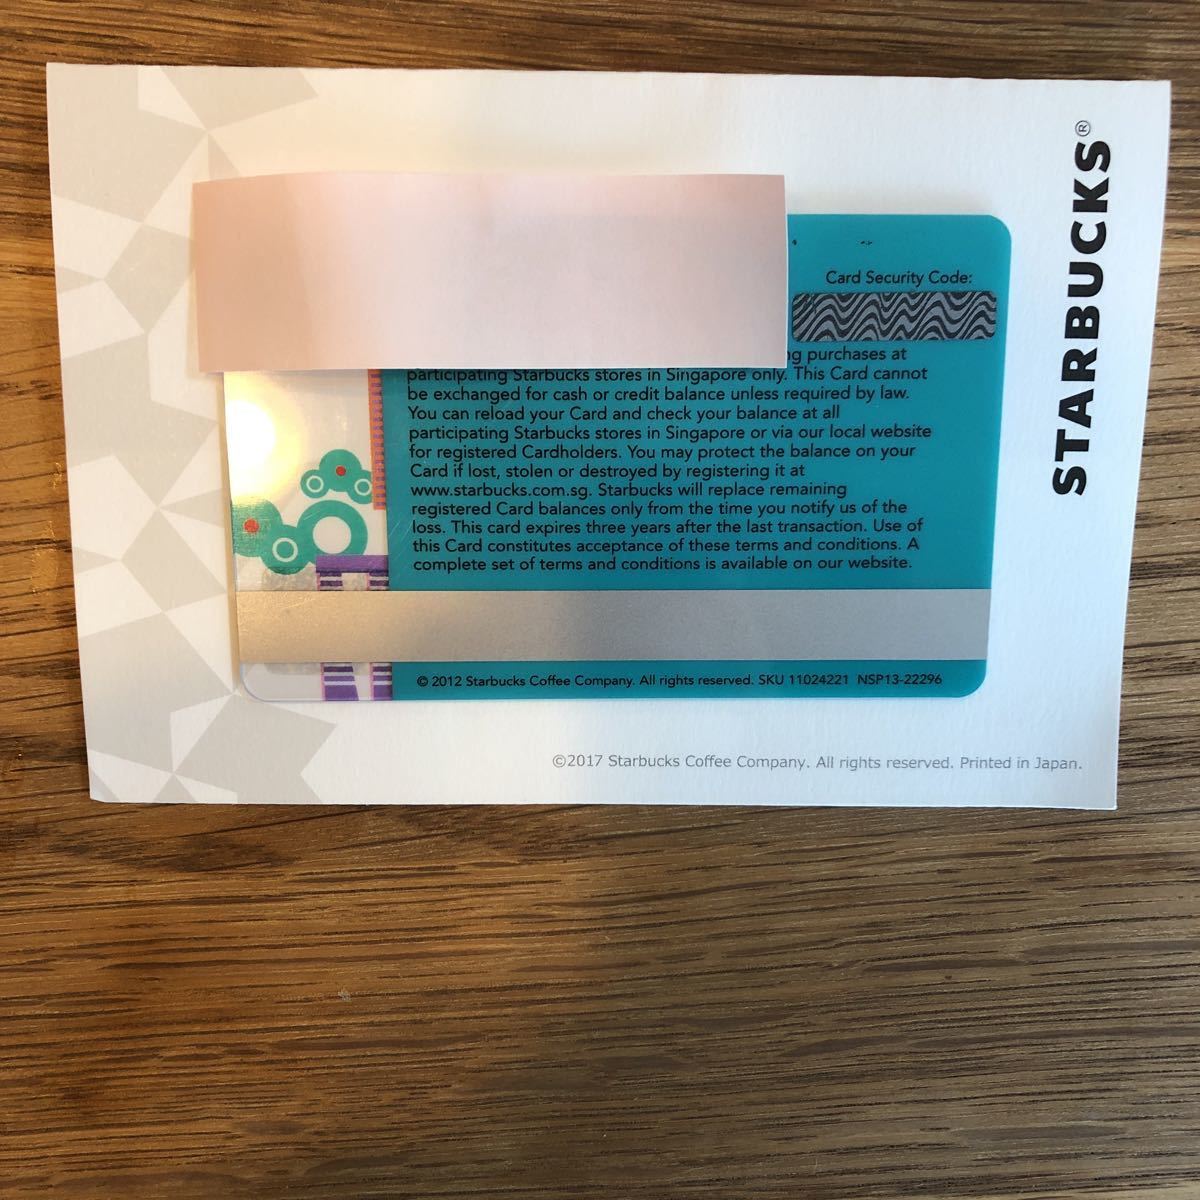 STARBUCKS®
Card Security Code:
purchases at
participating Starbucks stores in Singapore only. This Card cannot
be exchanged for cash or credit balance unless required by law.
You can reload your Card and check your balance at all
participating Starbucks stores in Singapore or via our local website
for registered Cardholders. You may protect the balance on your
Card if lost, stolen or destroyed by registering it at
www.starbucks.com.sg. Starbucks will replace remaining
registered Card balances only from the time you notify us of the
loss. This card expires three years after the last transaction. Use of
this Card constitutes acceptance of these terms and conditions. A
complete set of terms and conditions is available on our website.
© 2012 Starbucks Coffee Company. All rights reserved. SKU 11024221 NSP13-22296
©2017 Starbucks Coffee Company. All rights reserved. Printed in Japan.